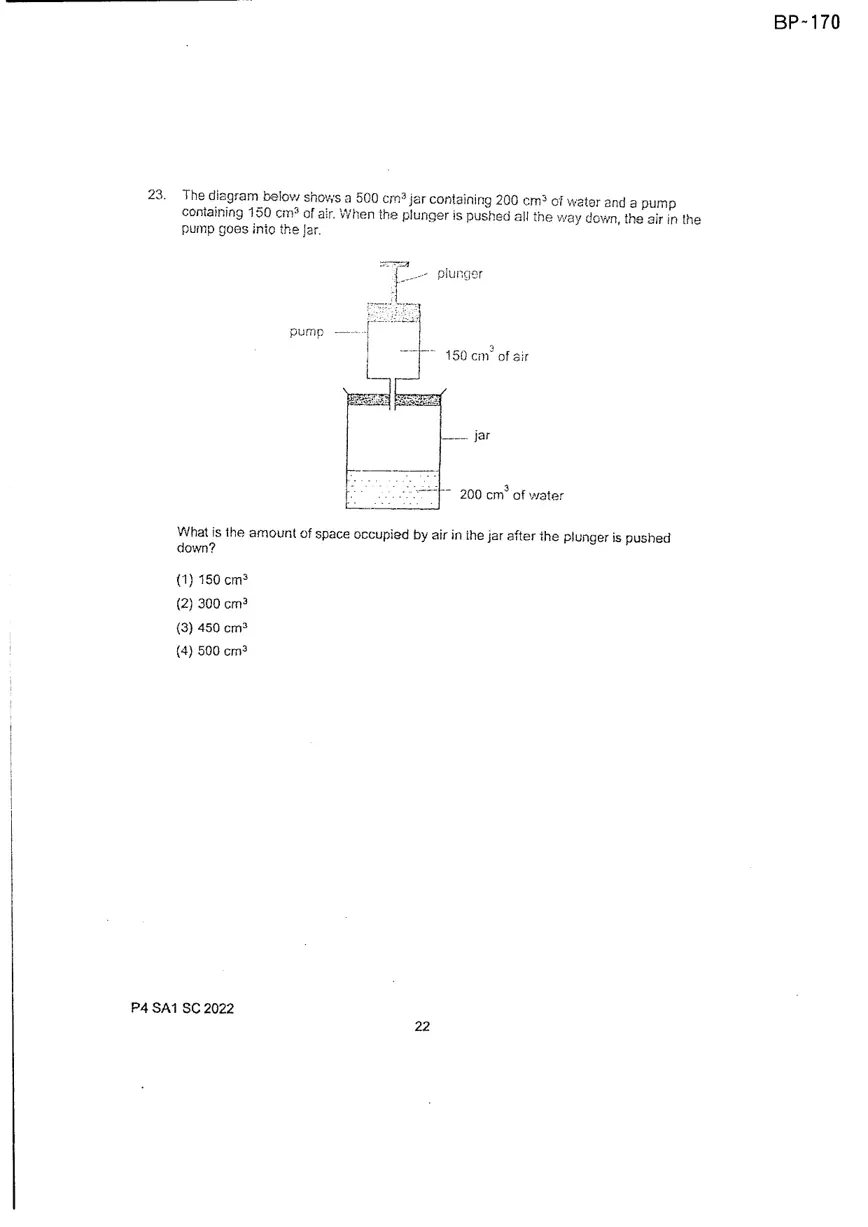 BP-170
23. The diagram below shows a 500 cm³ jar containing 200 cm³ of water and a pump
containing 150 cm³ of air. When the plunger is pushed all the way down, the air in the
pump goes into the jar.
plunger
pump
150 cm³ of air
jar
200 cm³ of water
What is the amount of space occupied by air in the jar after the plunger is pushed
down?
(1) 150 cm³
(2) 300 cm³
(3) 450 cm³
(4) 500 cm³
P4 SA1 SC 2022
22